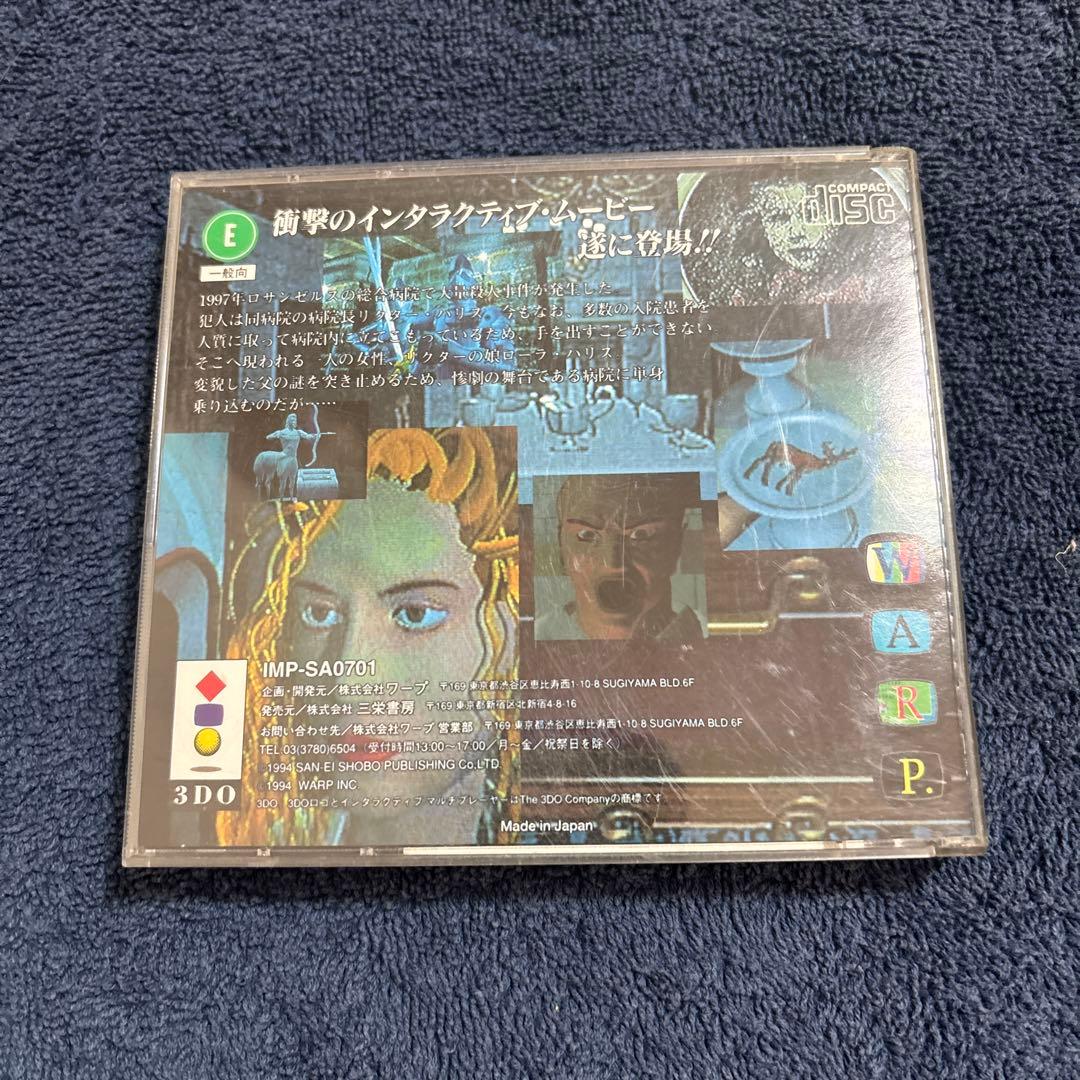 COMPACT
disc
衝撃のインタラクティブ・ムービー
遂に登場!!
E
一般向
1997年ロサンゼルスの総合病院で大量殺人事件が発生した
犯人は同病院の病院長リクター・ハリス 今もなお、多数の入院患者を
人質に取って病院内に立てこもっているため、手を出すことができない
そこへ現われる 一人の女性、リクターの娘ローラ・ハリス
変貌した父の謎を突き止めるため、惨劇の舞台である病院に単身
乗り込むのだが……
W
A
R
P.
IMP-SA0701
企画・開発元／株式会社ワープ 〒169 東京都渋谷区恵比寿西1-10-8 SUGIYAMA BLD.6F
発売元／株式会社 三栄書房 〒169 東京都新宿区北新宿4-8-16
お問い合わせ先／株式会社ワープ 営業部 〒169 東京都渋谷区恵比寿西1-10-8 SUGIYAMA BLD.6F
TEL.03(3780)6504 (受付時間13:00〜17:00／月〜金／祝祭日を除く)
©1994 SAN-EI SHOBO PUBLISHING Co.,LTD.
©1994 WARP INC.
3DO 3DOロゴとインタラクティブ マルチプレーヤーはThe 3DO Companyの商標です
3DO
Made in Japan